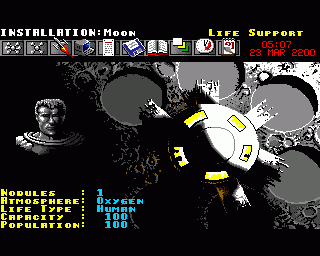 INSTALLATION:MOON LIFE SUPPORT
05:07
23 MAR 2200
NODULES : 1
ATMOSPHERE: OXYGEN
LIFE TYPE : HUMAN
CAPACITY : 100
POPULATION: 100